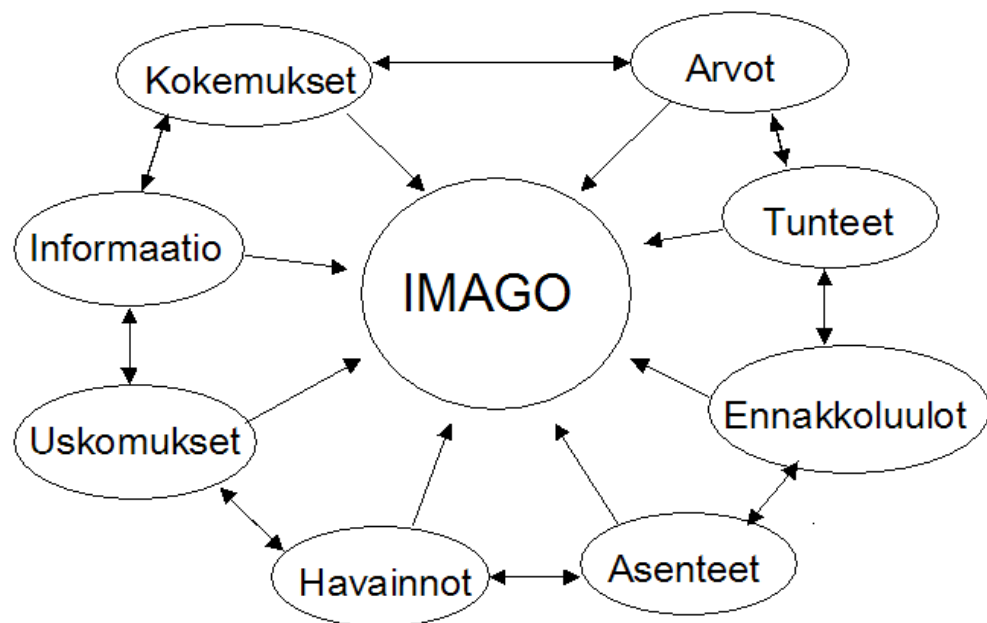 Kokemukset
Arvot
Tunteet
Informaatio
IMAGO
Ennakkoluulot
Uskomukset
Asenteet
Havainnot